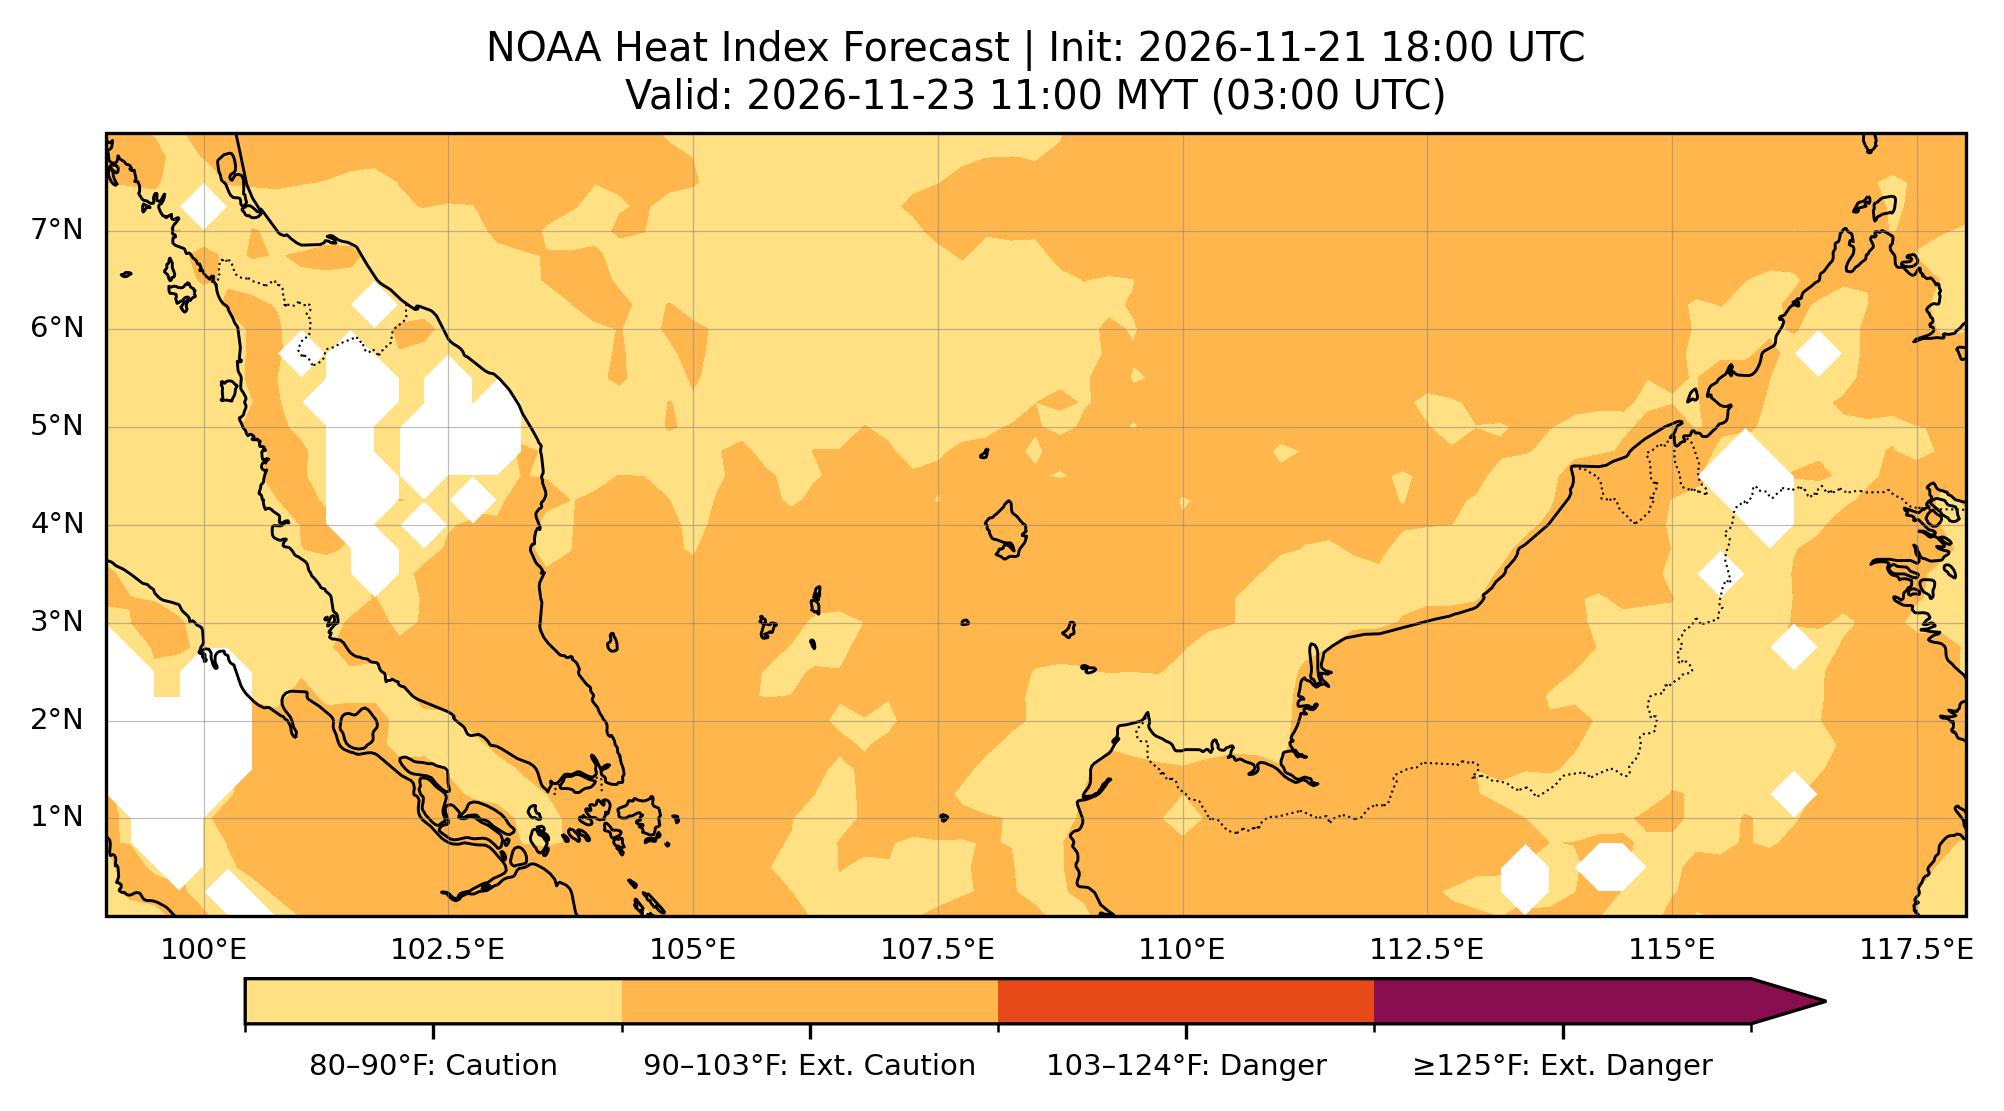 NOAA Heat Index Forecast | Init: 2026-11-21 18:00 UTC
Valid: 2026-11-23 11:00 MYT (03:00 UTC)
7°N
6°N
5°N
4°N
3°N
2°N
1°N
100°E 102.5°E 105°E 107.5°E 110°E 112.5°E 115°E 117.5°E
80–90°F: Caution 90–103°F: Ext. Caution 103–124°F: Danger ≥125°F: Ext. Danger